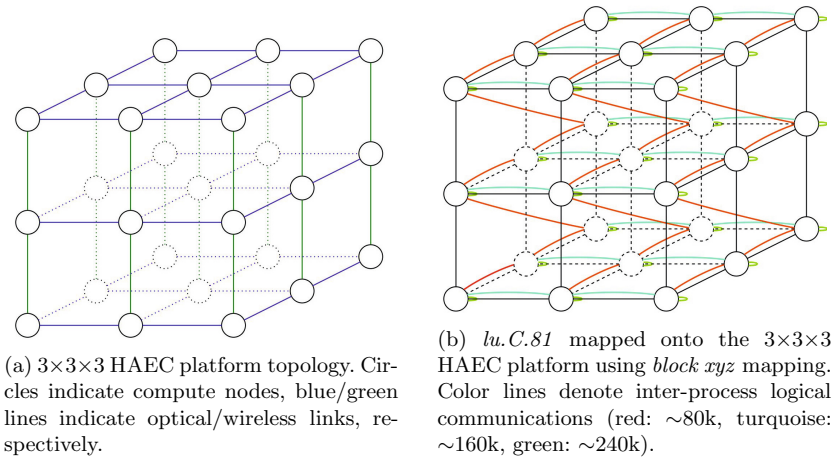 (a) 3×3×3 HAEC platform topology. Cir-
cles indicate compute nodes, blue/green
lines indicate optical/wireless links, re-
spectively.
(b) lu.C.81 mapped onto the 3×3×3
HAEC platform using block xyz mapping.
Color lines denote inter-process logical
communications (red: ∼80k, turquoise:
∼160k, green: ∼240k).